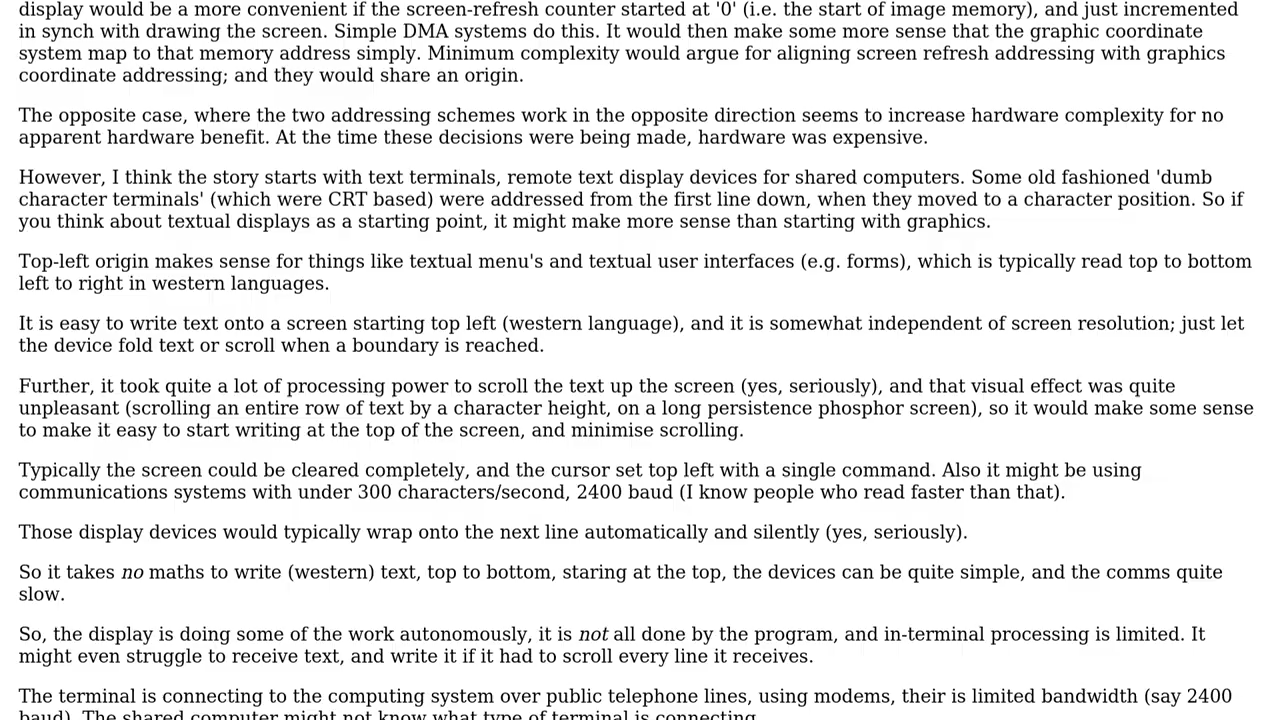 display would be a more convenient if the screen-refresh counter started at '0' (i.e. the start of image memory), and just incremented
in synch with drawing the screen. Simple DMA systems do this. It would then make some more sense that the graphic coordinate
system map to that memory address simply. Minimum complexity would argue for aligning screen refresh addressing with graphics
coordinate addressing; and they would share an origin.
The opposite case, where the two addressing schemes work in the opposite direction seems to increase hardware complexity for no
apparent hardware benefit. At the time these decisions were being made, hardware was expensive.
However, I think the story starts with text terminals, remote text display devices for shared computers. Some old fashioned 'dumb
character terminals' (which were CRT based) were addressed from the first line down, when they moved to a character position. So if
you think about textual displays as a starting point, it might make more sense than starting with graphics.
Top-left origin makes sense for things like textual menu's and textual user interfaces (e.g. forms), which is typically read top to bottom
left to right in western languages.
It is easy to write text onto a screen starting top left (western language), and it is somewhat independent of screen resolution; just let
the device fold text or scroll when a boundary is reached.
Further, it took quite a lot of processing power to scroll the text up the screen (yes, seriously), and that visual effect was quite
unpleasant (scrolling an entire row of text by a character height, on a long persistence phosphor screen), so it would make some sense
to make it easy to start writing at the top of the screen, and minimise scrolling.
Typically the screen could be cleared completely, and the cursor set top left with a single command. Also it might be using
communications systems with under 300 characters/second, 2400 baud (I know people who read faster than that).
Those display devices would typically wrap onto the next line automatically and silently (yes, seriously).
So it takes no maths to write (western) text, top to bottom, staring at the top, the devices can be quite simple, and the comms quite
slow.
So, the display is doing some of the work autonomously, it is not all done by the program, and in-terminal processing is limited. It
might even struggle to receive text, and write it if it had to scroll every line it receives.
The terminal is connecting to the computing system over public telephone lines, using modems, their is limited bandwidth (say 2400
baud). The shared computer might not know what type of terminal is connecting.